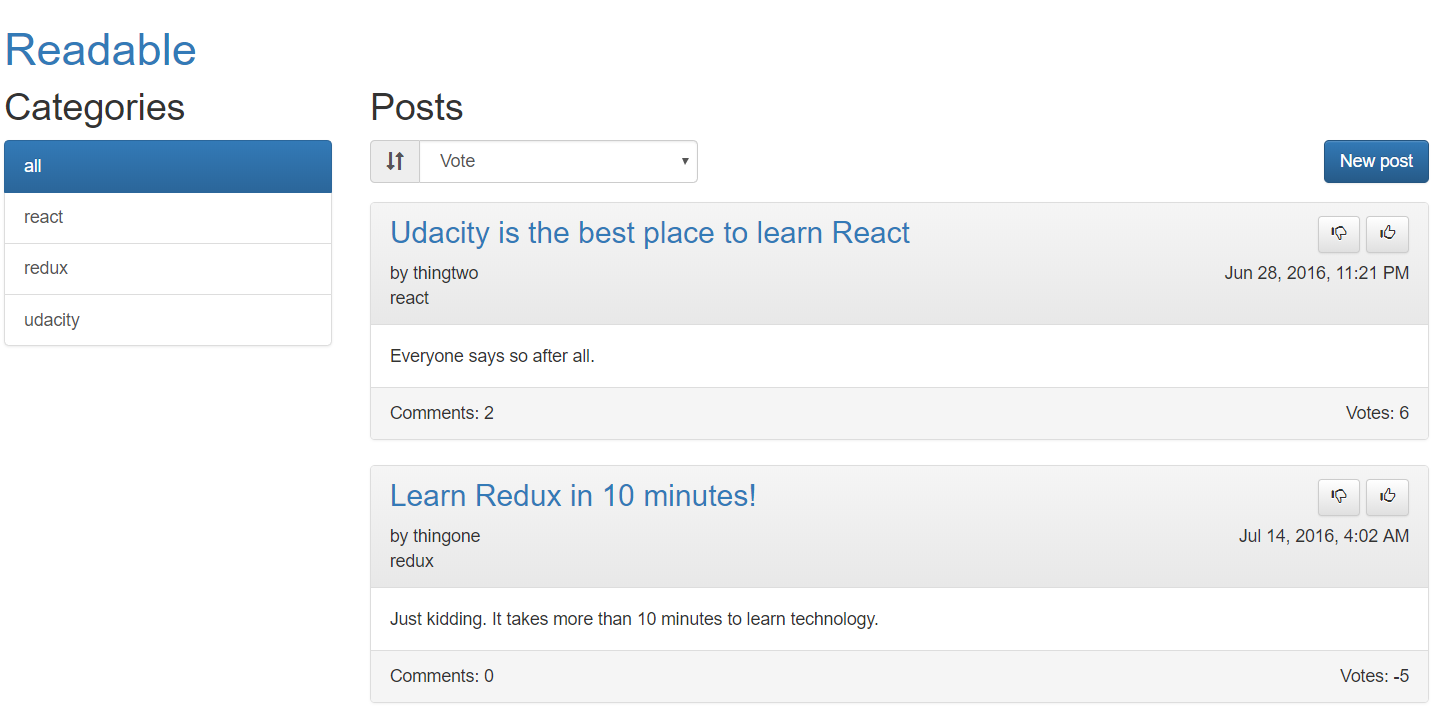 Readable
Categories
all
react
redux
udacity
Posts
Vote
New post
Udacity is the best place to learn React
by thingtwo
Jun 28, 2016, 11:21 PM
react
Everyone says so after all.
Comments: 2
Votes: 6
Learn Redux in 10 minutes!
by thingone
Jul 14, 2016, 4:02 AM
redux
Just kidding. It takes more than 10 minutes to learn technology.
Comments: 0
Votes: -5